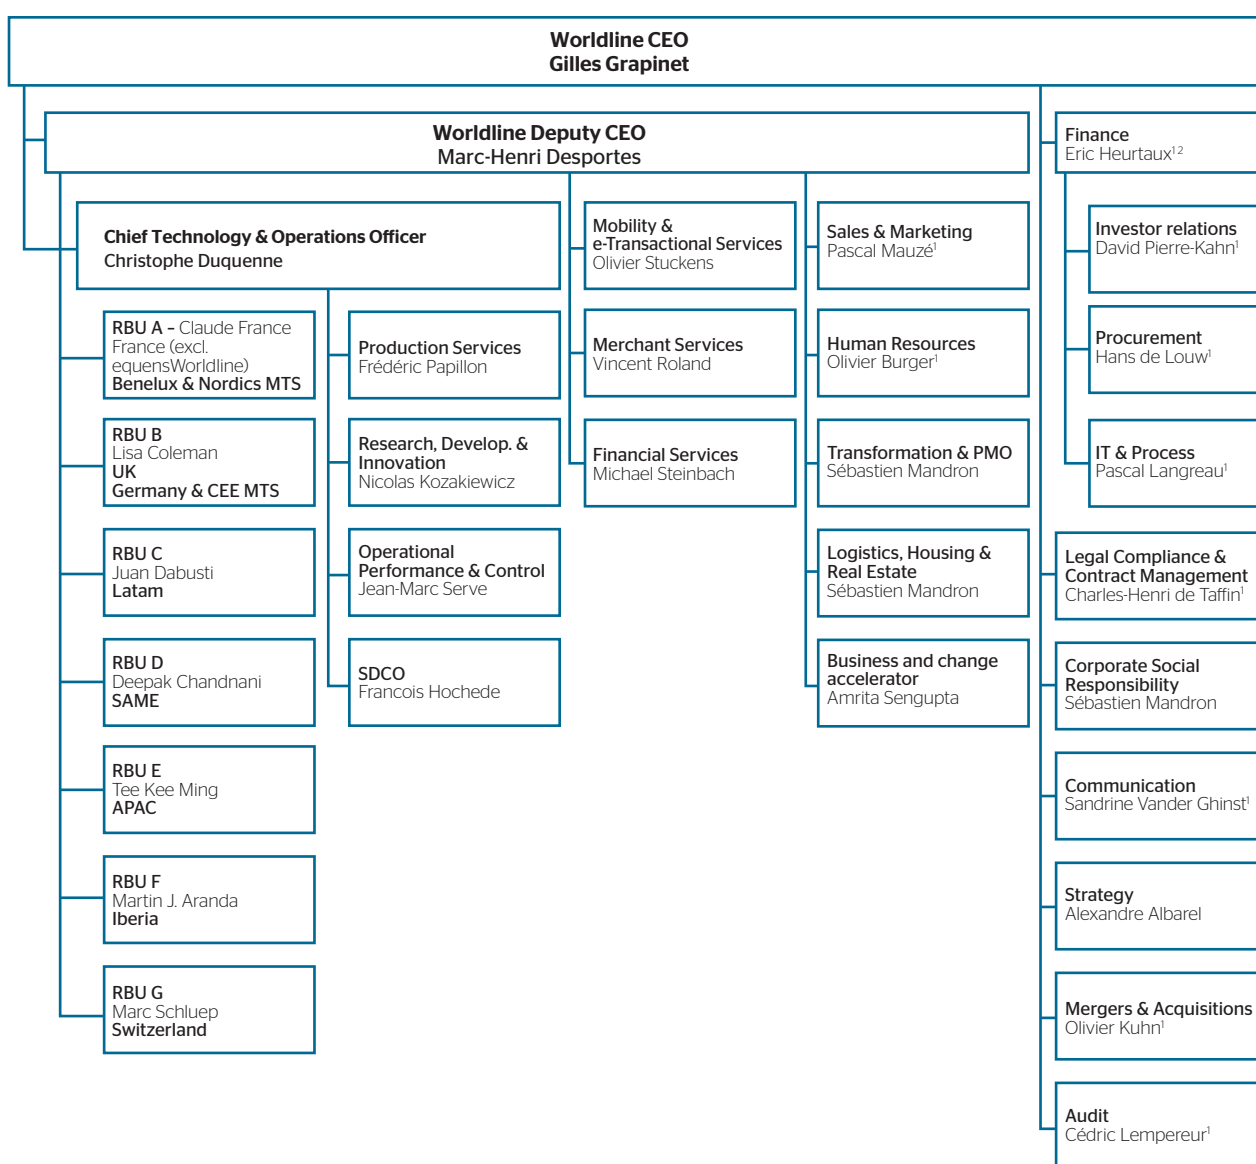 Worldline CEO
Gilles Grapinet
Worldline Deputy CEO
Marc-Henri Desportes
Chief Technology & Operations Officer
Christophe Duquenne
RBU A – Claude France
France (excl.
equensWorldline)
Benelux & Nordics MTS
RBU B
Lisa Coleman
UK
Germany & CEE MTS
RBU C
Juan Dabusti
Latam
RBU D
Deepak Chandnani
SAME
RBU E
Tee Kee Ming
APAC
RBU F
Martin J. Aranda
Iberia
RBU G
Marc Schluep
Switzerland
Production Services
Frédéric Papillon
Research, Develop. &
Innovation
Nicolas Kozakiewicz
Operational
Performance & Control
Jean-Marc Serve
SDCO
Francois Hochede
Mobility &
e-Transactional Services
Olivier Stuckens
Merchant Services
Vincent Roland
Financial Services
Michael Steinbach
Sales & Marketing
Pascal Mauzé¹
Human Resources
Olivier Burger¹
Transformation & PMO
Sébastien Mandron
Logistics, Housing &
Real Estate
Sébastien Mandron
Business and change
accelerator
Amrita Sengupta
Finance
Eric Heurtaux¹²
Investor relations
David Pierre-Kahn¹
Procurement
Hans de Louw¹
IT & Process
Pascal Langreau¹
Legal Compliance &
Contract Management
Charles-Henri de Taffin¹
Corporate Social
Responsibility
Sébastien Mandron
Communication
Sandrine Vander Ghinst¹
Strategy
Alexandre Albarel
Mergers & Acquisitions
Olivier Kuhn¹
Audit
Cédric Lempereur¹